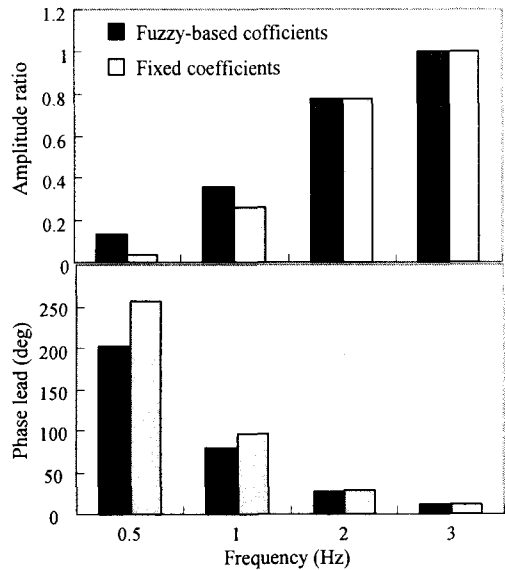 1.2
1
0.8
0.6
0.4
0.2
0
Amplitude ratio
Fuzzy-based cofficients
Fixed coefficients
250
200
150
100
50
0
Phase lead (deg)
0.5 1 2 3
Frequency (Hz)